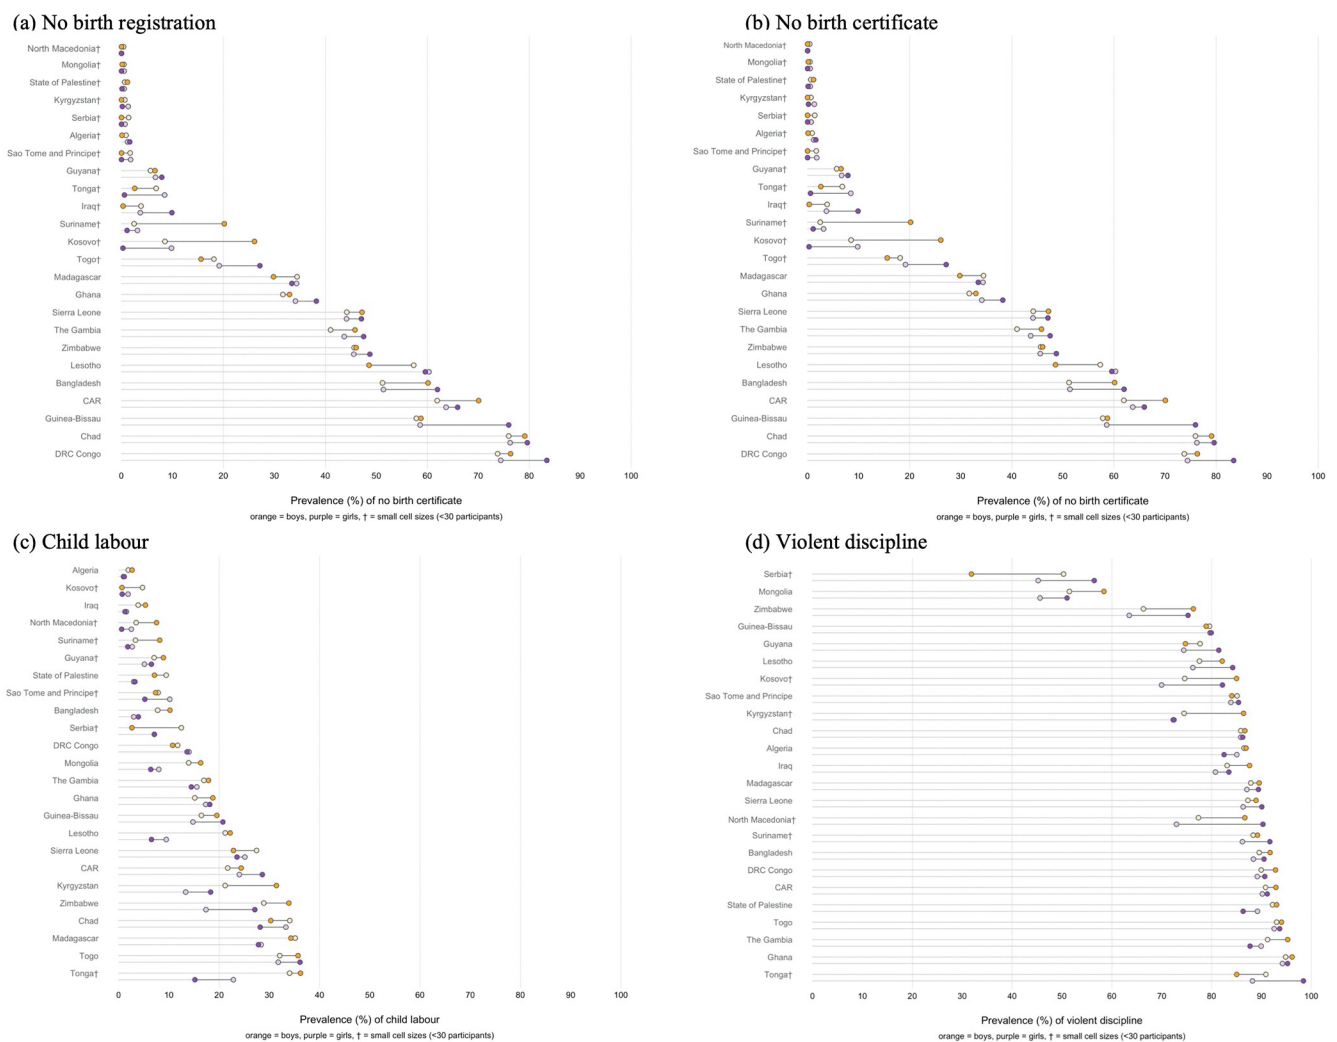 (a) No birth registration
North Macedonia†
Mongolia†
State of Palestine†
Kyrgyzstan†
Serbia†
Algeria†
Sao Tome and Principe†
Guyana†
Tonga†
Iraq†
Suriname†
Kosovo†
Togo†
Madagascar
Ghana
Sierra Leone
The Gambia
Zimbabwe
Lesotho
Bangladesh
CAR
Guinea-Bissau
Chad
DRC Congo
0 10 20 30 40 50 60 70 80 90 100
Prevalence (%) of no birth certificate
orange = boys, purple = girls, † = small cell sizes (<30 participants)
(b) No birth certificate
North Macedonia†
Mongolia†
State of Palestine†
Kyrgyzstan†
Serbia†
Algeria†
Sao Tome and Principe†
Guyana†
Tonga†
Iraq†
Suriname†
Kosovo†
Togo†
Madagascar
Ghana
Sierra Leone
The Gambia
Zimbabwe
Lesotho
Bangladesh
CAR
Guinea-Bissau
Chad
DRC Congo
0 10 20 30 40 50 60 70 80 90 100
Prevalence (%) of no birth certificate
orange = boys, purple = girls, † = small cell sizes (<30 participants)
(c) Child labour
Algeria
Kosovo†
Iraq
North Macedonia†
Suriname†
Guyana†
State of Palestine
Sao Tome and Principe†
Bangladesh
Serbia†
DRC Congo
Mongolia
The Gambia
Ghana
Guinea-Bissau
Lesotho
Sierra Leone
CAR
Kyrgyzstan
Zimbabwe
Chad
Madagascar
Togo
Tonga†
0 10 20 30 40 50 60 70 80 90 100
Prevalence (%) of child labour
orange = boys, purple = girls, † = small cell sizes (<30 participants)
(d) Violent discipline
Serbia†
Mongolia
Zimbabwe
Guinea-Bissau
Guyana
Lesotho
Kosovo†
Sao Tome and Principe
Kyrgyzstan†
Chad
Algeria
Iraq
Madagascar
Sierra Leone
North Macedonia†
Suriname†
Bangladesh
DRC Congo
CAR
State of Palestine
Togo
The Gambia
Ghana
Tonga†
0 10 20 30 40 50 60 70 80 90 100
Prevalence (%) of violent discipline
orange = boys, purple = girls, † = small cell sizes (<30 participants)